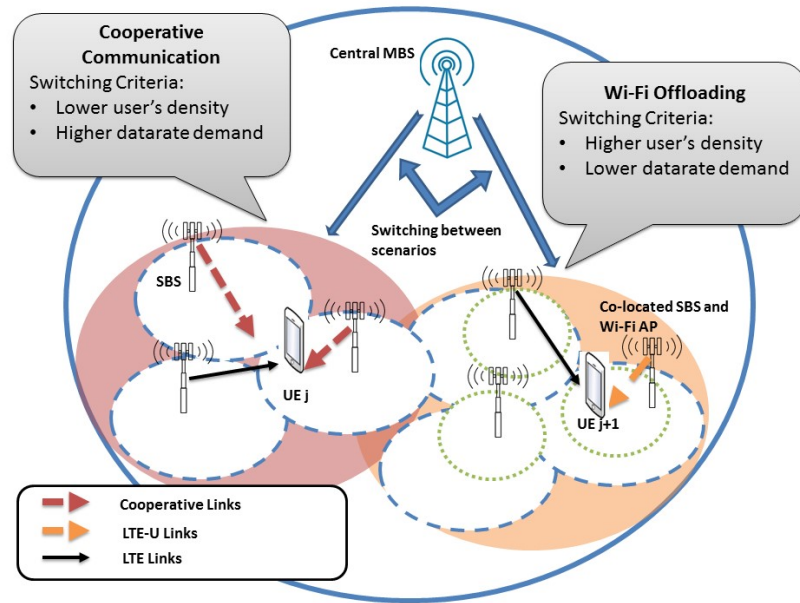 Cooperative
Communication
Switching Criteria:
• Lower user's density
• Higher datarate demand
Central MBS
Wi-Fi Offloading
Switching Criteria:
• Higher user's density
• Lower datarate demand
Switching between
scenarios
SBS
Co-located SBS and
Wi-Fi AP
UE j
UE j+1
Cooperative Links
LTE-U Links
LTE Links